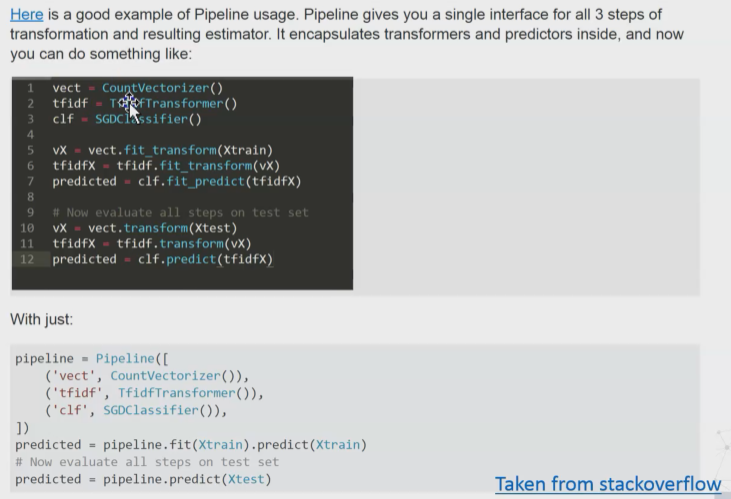 Here is a good example of Pipeline usage. Pipeline gives you a single interface for all 3 steps of
transformation and resulting estimator. It encapsulates transformers and predictors inside, and now
you can do something like:
1 vect = CountVectorizer()
2 tfidf = TfidfTransformer()
3 clf = SGDClassifier()
4
5 vX = vect.fit_transform(Xtrain)
6 tfidfX = tfidf.fit_transform(vX)
7 predicted = clf.fit_predict(tfidfX)
8
9 # Now evaluate all steps on test set
10 vX = vect.transform(Xtest)
11 tfidfX = tfidf.transform(vX)
12 predicted = clf.predict(tfidfX)
With just:
pipeline = Pipeline([
    ('vect', CountVectorizer()),
    ('tfidf', TfidfTransformer()),
    ('clf', SGDClassifier()),
])
predicted = pipeline.fit(Xtrain).predict(Xtrain)
# Now evaluate all steps on test set
predicted = pipeline.predict(Xtest)
Taken from stackoverflow